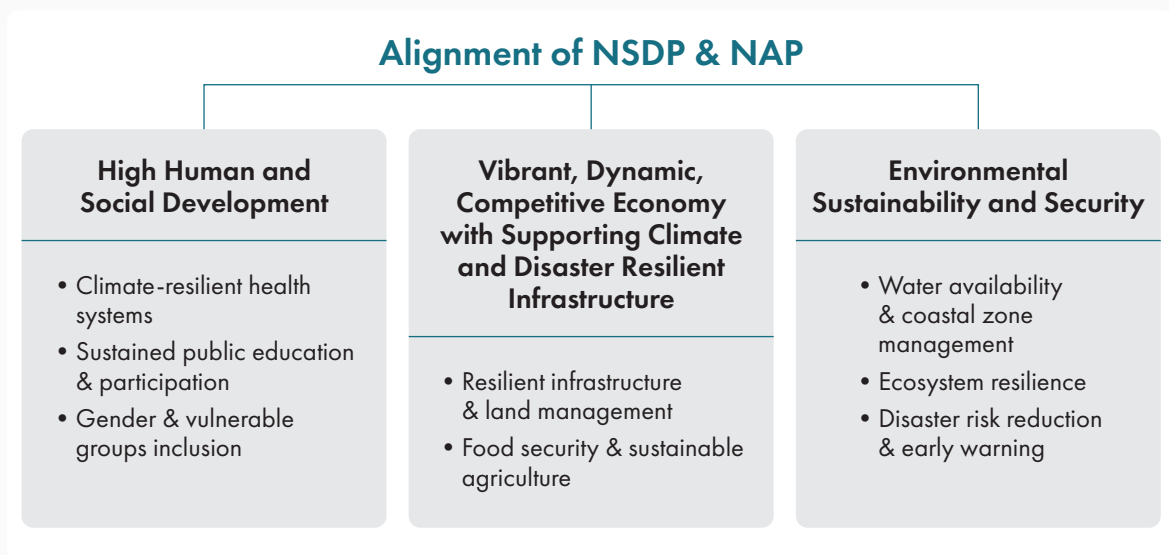 Alignment of NSDP & NAP
High Human and
Social Development
• Climate-resilient health
systems
• Sustained public education
& participation
• Gender & vulnerable
groups inclusion
Vibrant, Dynamic,
Competitive Economy
with Supporting Climate
and Disaster Resilient
Infrastructure
• Resilient infrastructure
& land management
• Food security & sustainable
agriculture
Environmental
Sustainability and Security
• Water availability
& coastal zone
management
• Ecosystem resilience
• Disaster risk reduction
& early warning